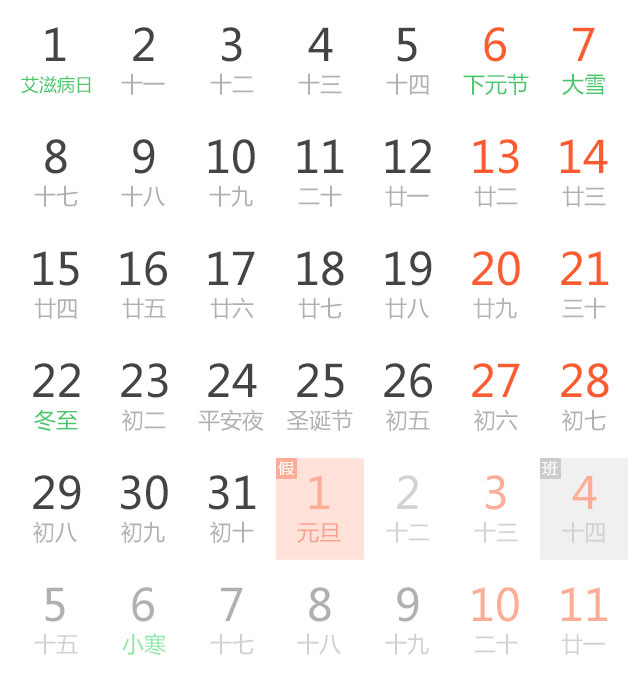 1 2 3 4 5 6 7
艾滋病日 十一 十二 十三 十四 下元节 大雪
8 9 10 11 12 13 14
十七 十八 十九 二十 廿一 廿二 廿三
15 16 17 18 19 20 21
廿四 廿五 廿六 廿七 廿八 廿九 三十
22 23 24 25 26 27 28
冬至 初二 平安夜 圣诞节 初五 初六 初七
假 班
29 30 31 1 2 3 4
初八 初九 初十 元旦 十二 十三 十四
5 6 7 8 9 10 11
十五 小寒 十七 十八 十九 二十 廿一